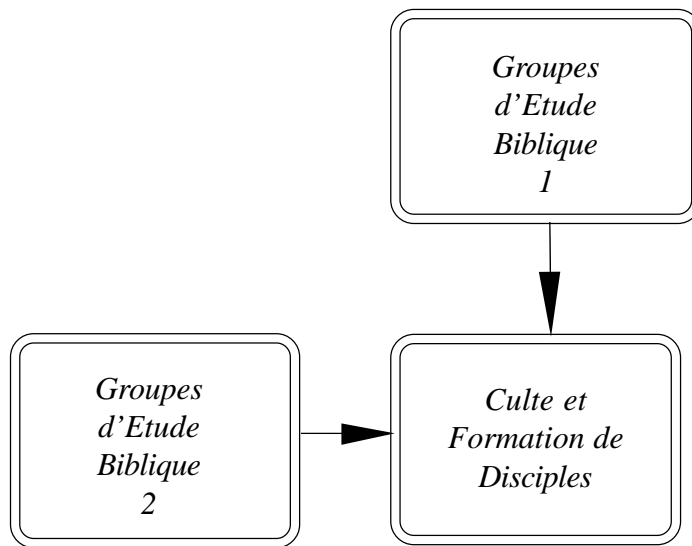 Groupes
d'Etude
Biblique
1
Groupes
d'Etude
Biblique
2
Culte et
Formation de
Disciples